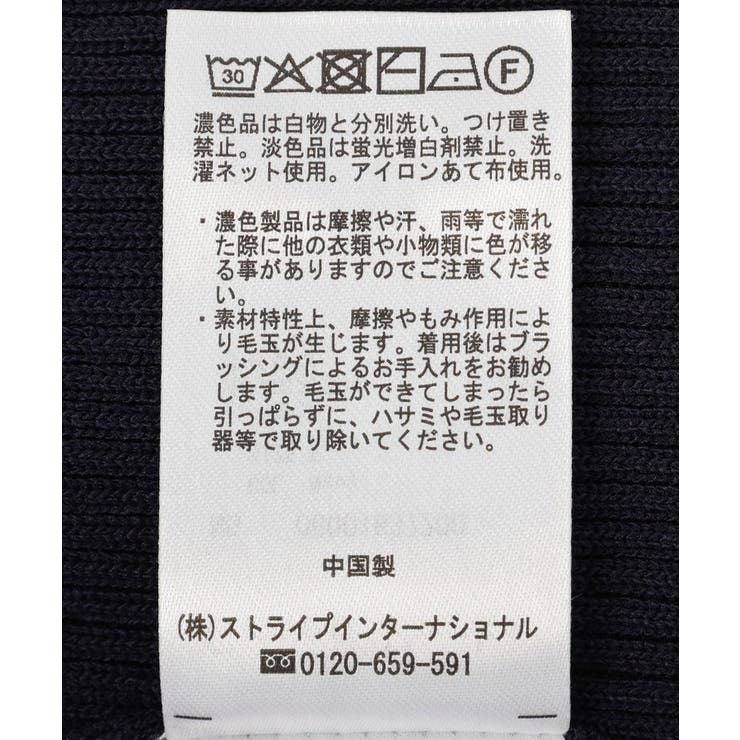 30 F
濃色品は白物と分別洗い。つけ置き
禁止。淡色品は蛍光増白剤禁止。洗
濯ネット使用。アイロンあて布使用。
・濃色製品は摩擦や汗、雨等で濡れ
た際に他の衣類や小物類に色が移
る事がありますのでご注意くださ
い。
・素材特性上、摩擦やもみ作用によ
り毛玉が生じます。着用後はブラ
ッシングによるお手入れをお勧め
します。毛玉ができてしまったら
引っぱらずに、ハサミや毛玉取り
器等で取り除いてください。
中国製
(株)ストライプインターナショナル
0120-659-591